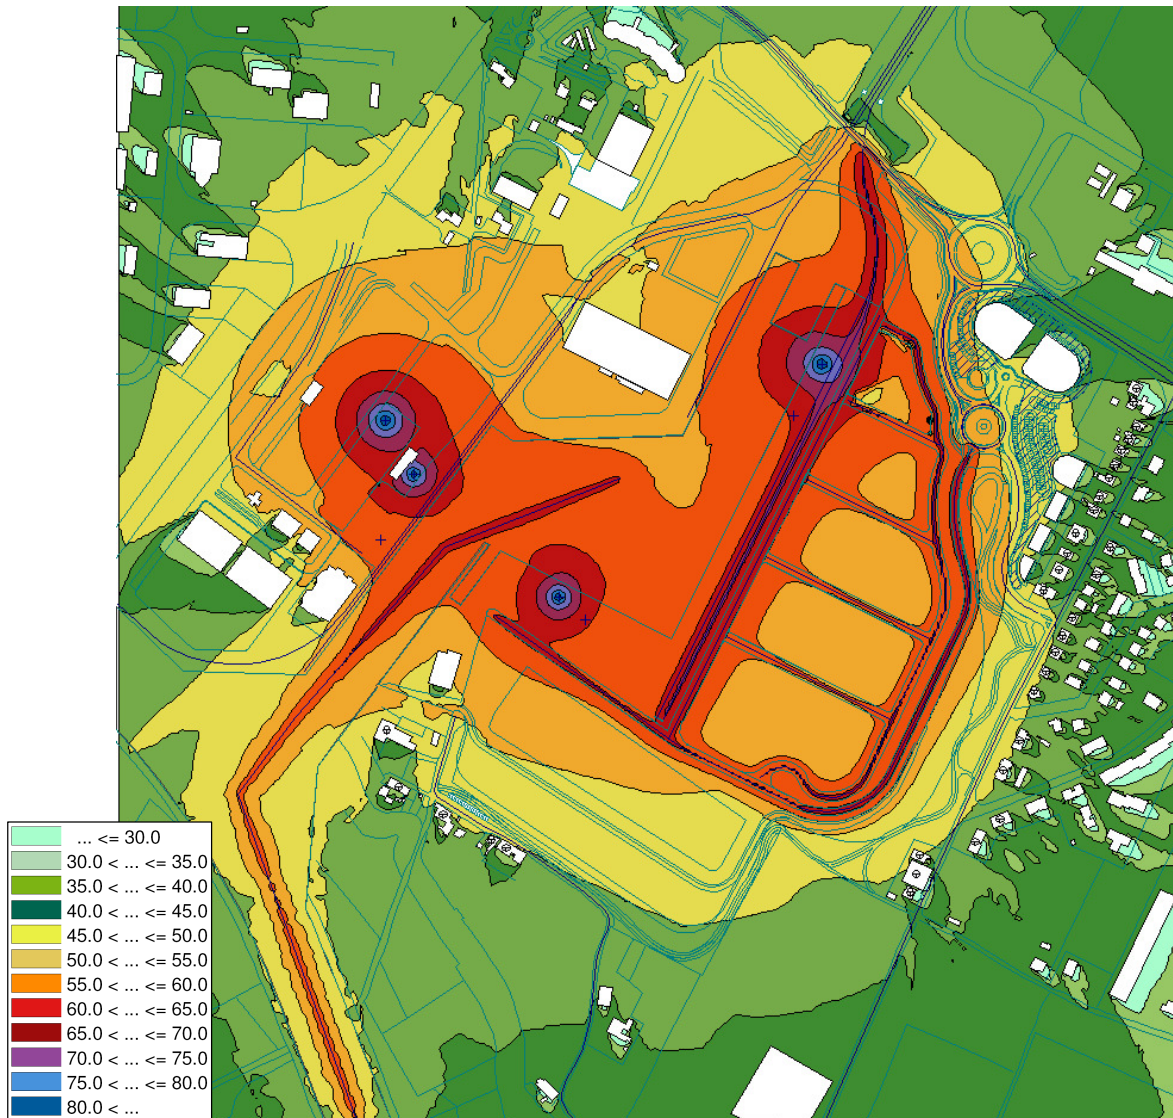 ... <= 30.0
30.0 < ... <= 35.0
35.0 < ... <= 40.0
40.0 < ... <= 45.0
45.0 < ... <= 50.0
50.0 < ... <= 55.0
55.0 < ... <= 60.0
60.0 < ... <= 65.0
65.0 < ... <= 70.0
70.0 < ... <= 75.0
75.0 < ... <= 80.0
80.0 < ...